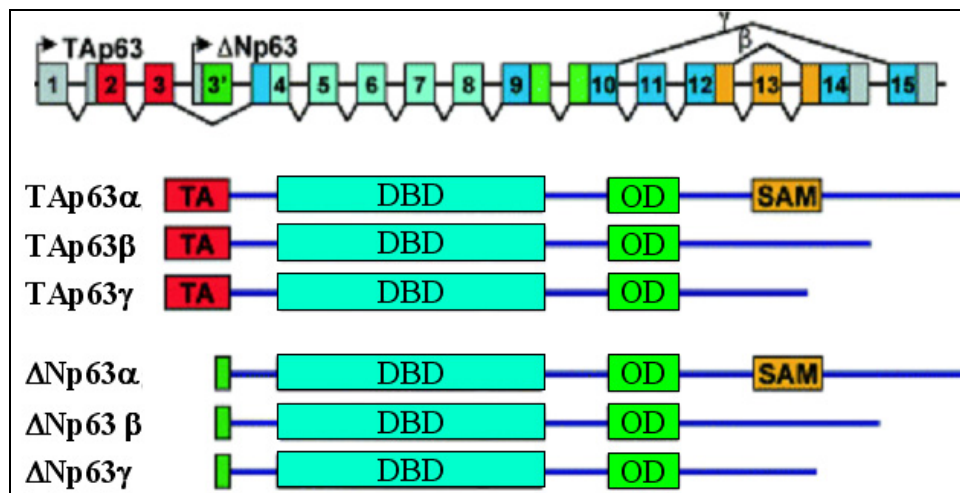 γ
TAp63 ΔNp63 β
1 2 3 3' 4 5 6 7 8 9 10 11 12 13 14 15
TAp63α TA DBD OD SAM
TAp63β TA DBD OD
TAp63γ TA DBD OD
ΔNp63α DBD OD SAM
ΔNp63 β DBD OD
ΔNp63γ DBD OD